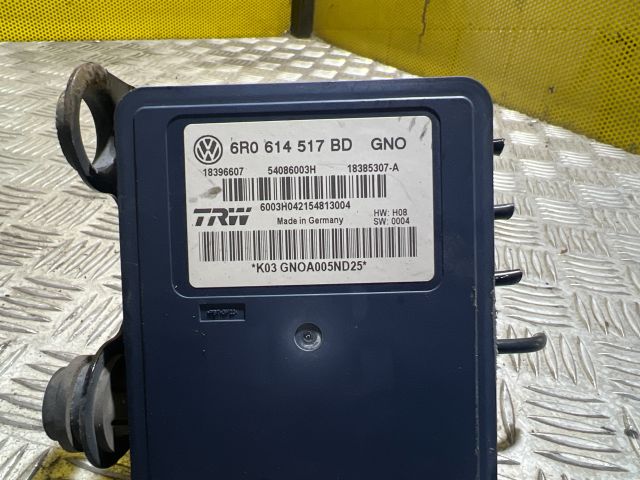 6R0 614 517 BD GNO
18396607 54086003H 18385307-A
TRW 6003H042154813004
Made in Germany
HW: H08
SW: 0004
*K03 GNOA005ND25*